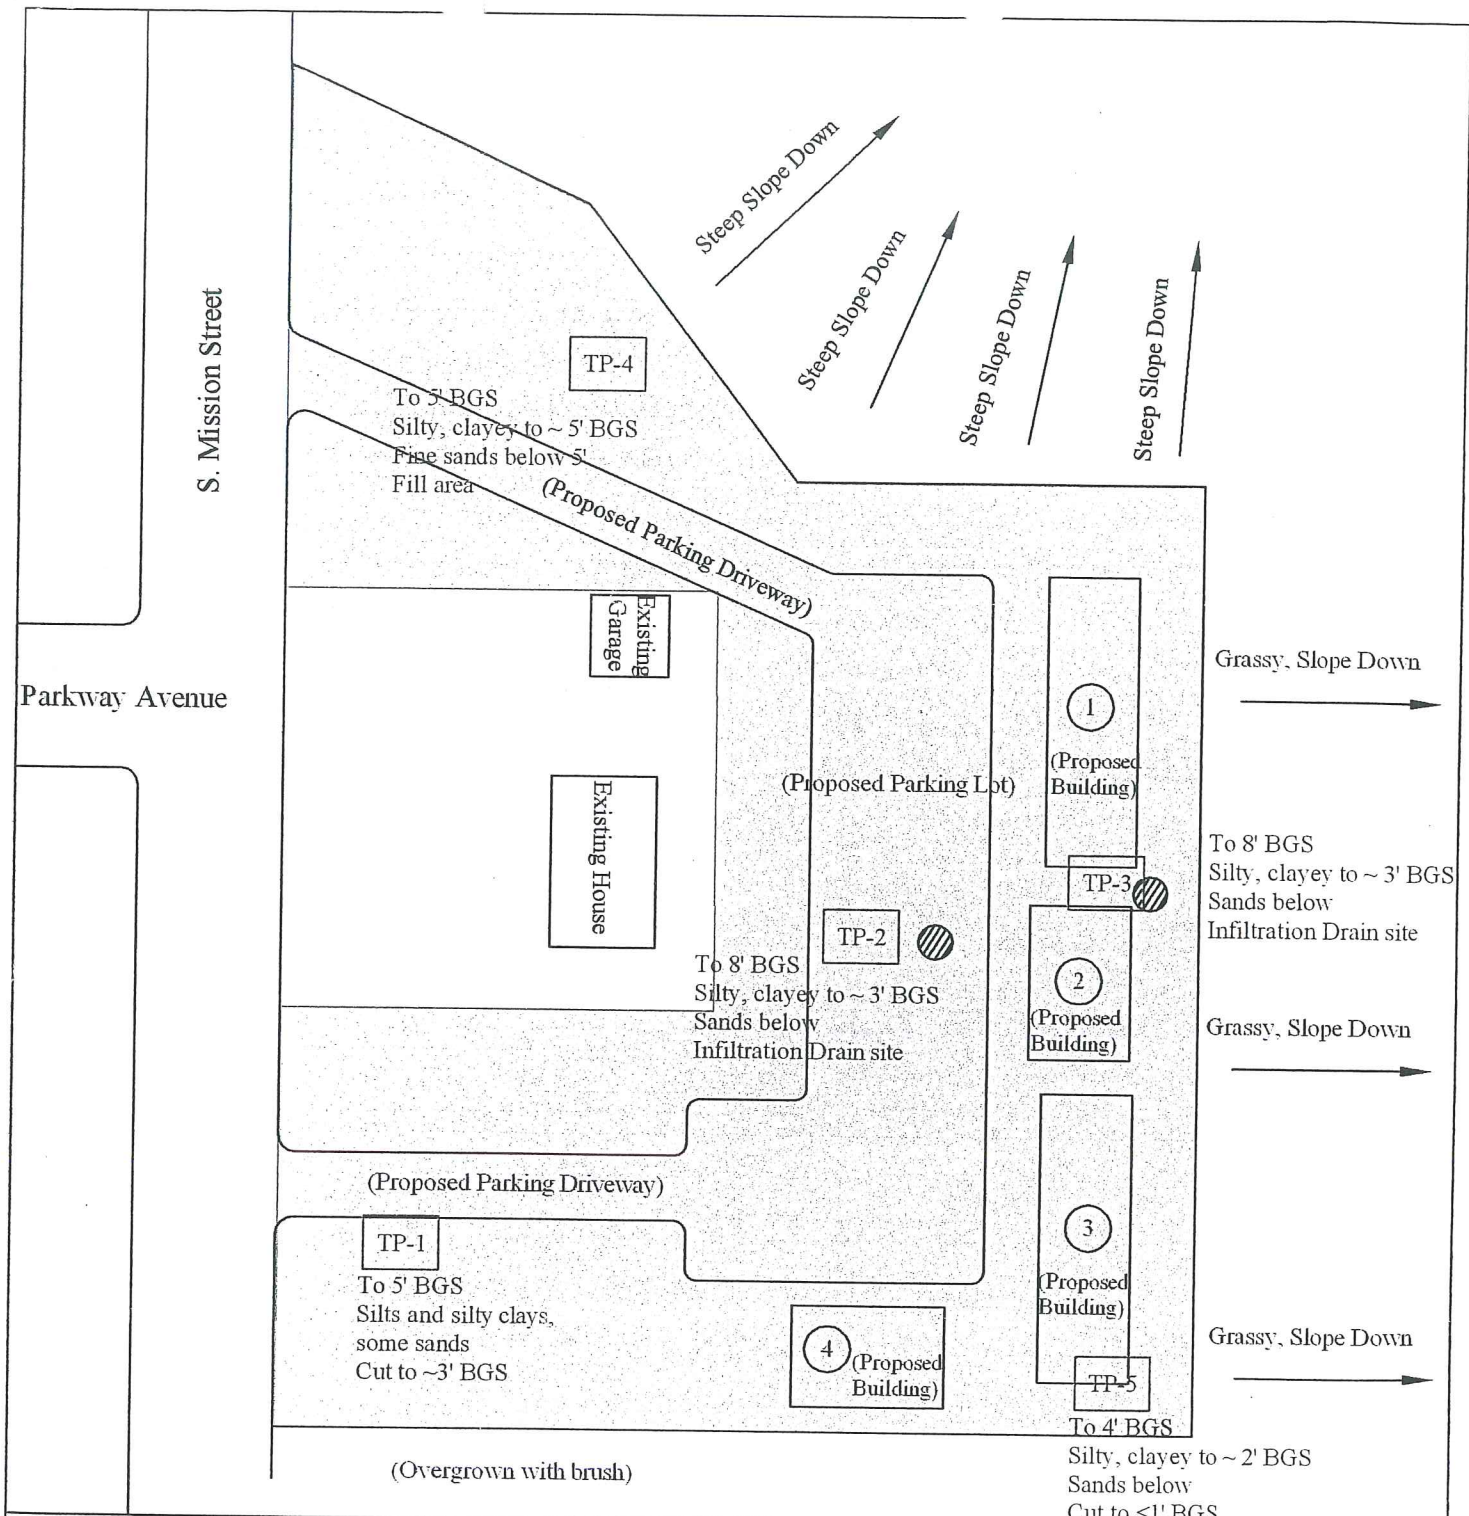 Steep Slope Down
Steep Slope Down
Steep Slope Down
Steep Slope Down
S. Mission Street
TP-4
To 5' BGS
Silty, clayey to ~ 5' BGS
Fine sands below 5'
Fill area
(Proposed Parking Driveway)
Existing
Garage
Parkway Avenue
Grassy, Slope Down
1
(Proposed
Building)
(Proposed Parking Lot)
Existing House
To 8' BGS
Silty, clayey to ~ 3' BGS
Sands below
Infiltration Drain site
TP-3
TP-2
To 8' BGS
Silty, clayey to ~ 3' BGS
Sands below
Infiltration Drain site
2
(Proposed
Building)
Grassy, Slope Down
(Proposed Parking Driveway)
TP-1
To 5' BGS
Silts and silty clays,
some sands
Cut to ~3' BGS
3
(Proposed
Building)
4
(Proposed
Building)
Grassy, Slope Down
TP-5
To 4' BGS
Silty, clayey to ~ 2' BGS
Sands below
Cut to <1' BGS
(Overgrown with brush)